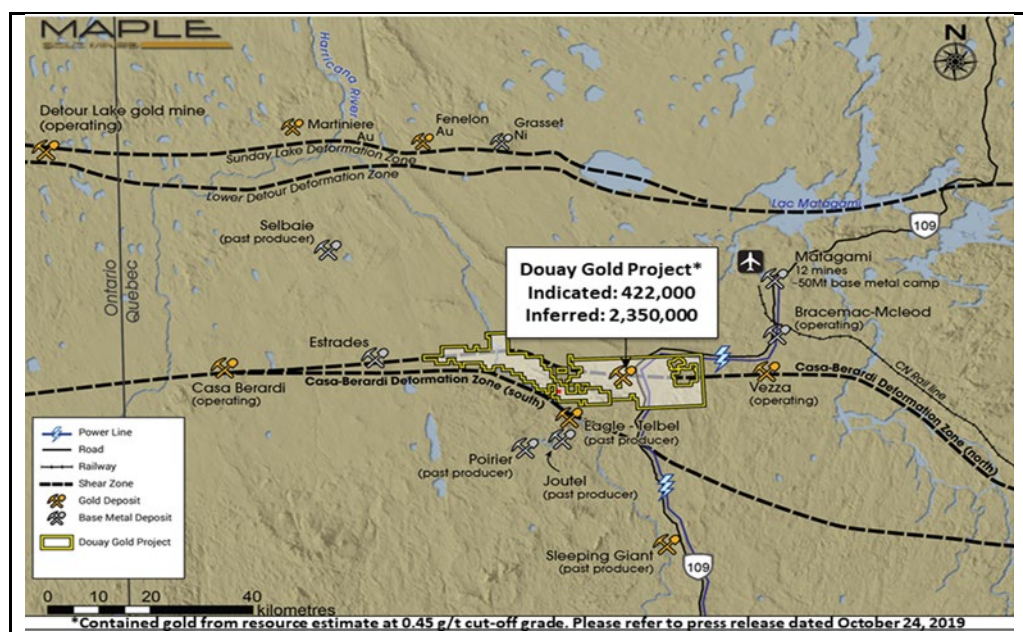 MAPLE
GOLD MINES
N
Harricana River
Detour Lake gold mine
(operating)
Martiniere
Au
Fenelon
Au
Grasset
Ni
Sunday Lake Deformation Zone
Lower Detour Deformation Zone
Lac Matagami
109
Selbaie
(past producer)
Ontario
Quebec
Douay Gold Project*
Indicated: 422,000
Inferred: 2,350,000
Matagami
12 mines
~50Mt base metal camp
Bracemac-Mcleod
(operating)
CN Rail line
Estrades
Casa Berardi
(operating)
Casa-Berardi Deformation Zone (south)
Vezza
(operating)
Casa-Berardi Deformation Zone (north)
Eagle - Telbel
(past producer)
Poirier
(past producer)
Joutel
(past producer)
Sleeping Giant
(past producer)
109
Power Line
Road
Railway
Shear Zone
Gold Deposit
Base Metal Deposit
Douay Gold Project
0 20 40
kilometres
*Contained gold from resource estimate at 0.45 g/t cut-off grade. Please refer to press release dated October 24, 2019